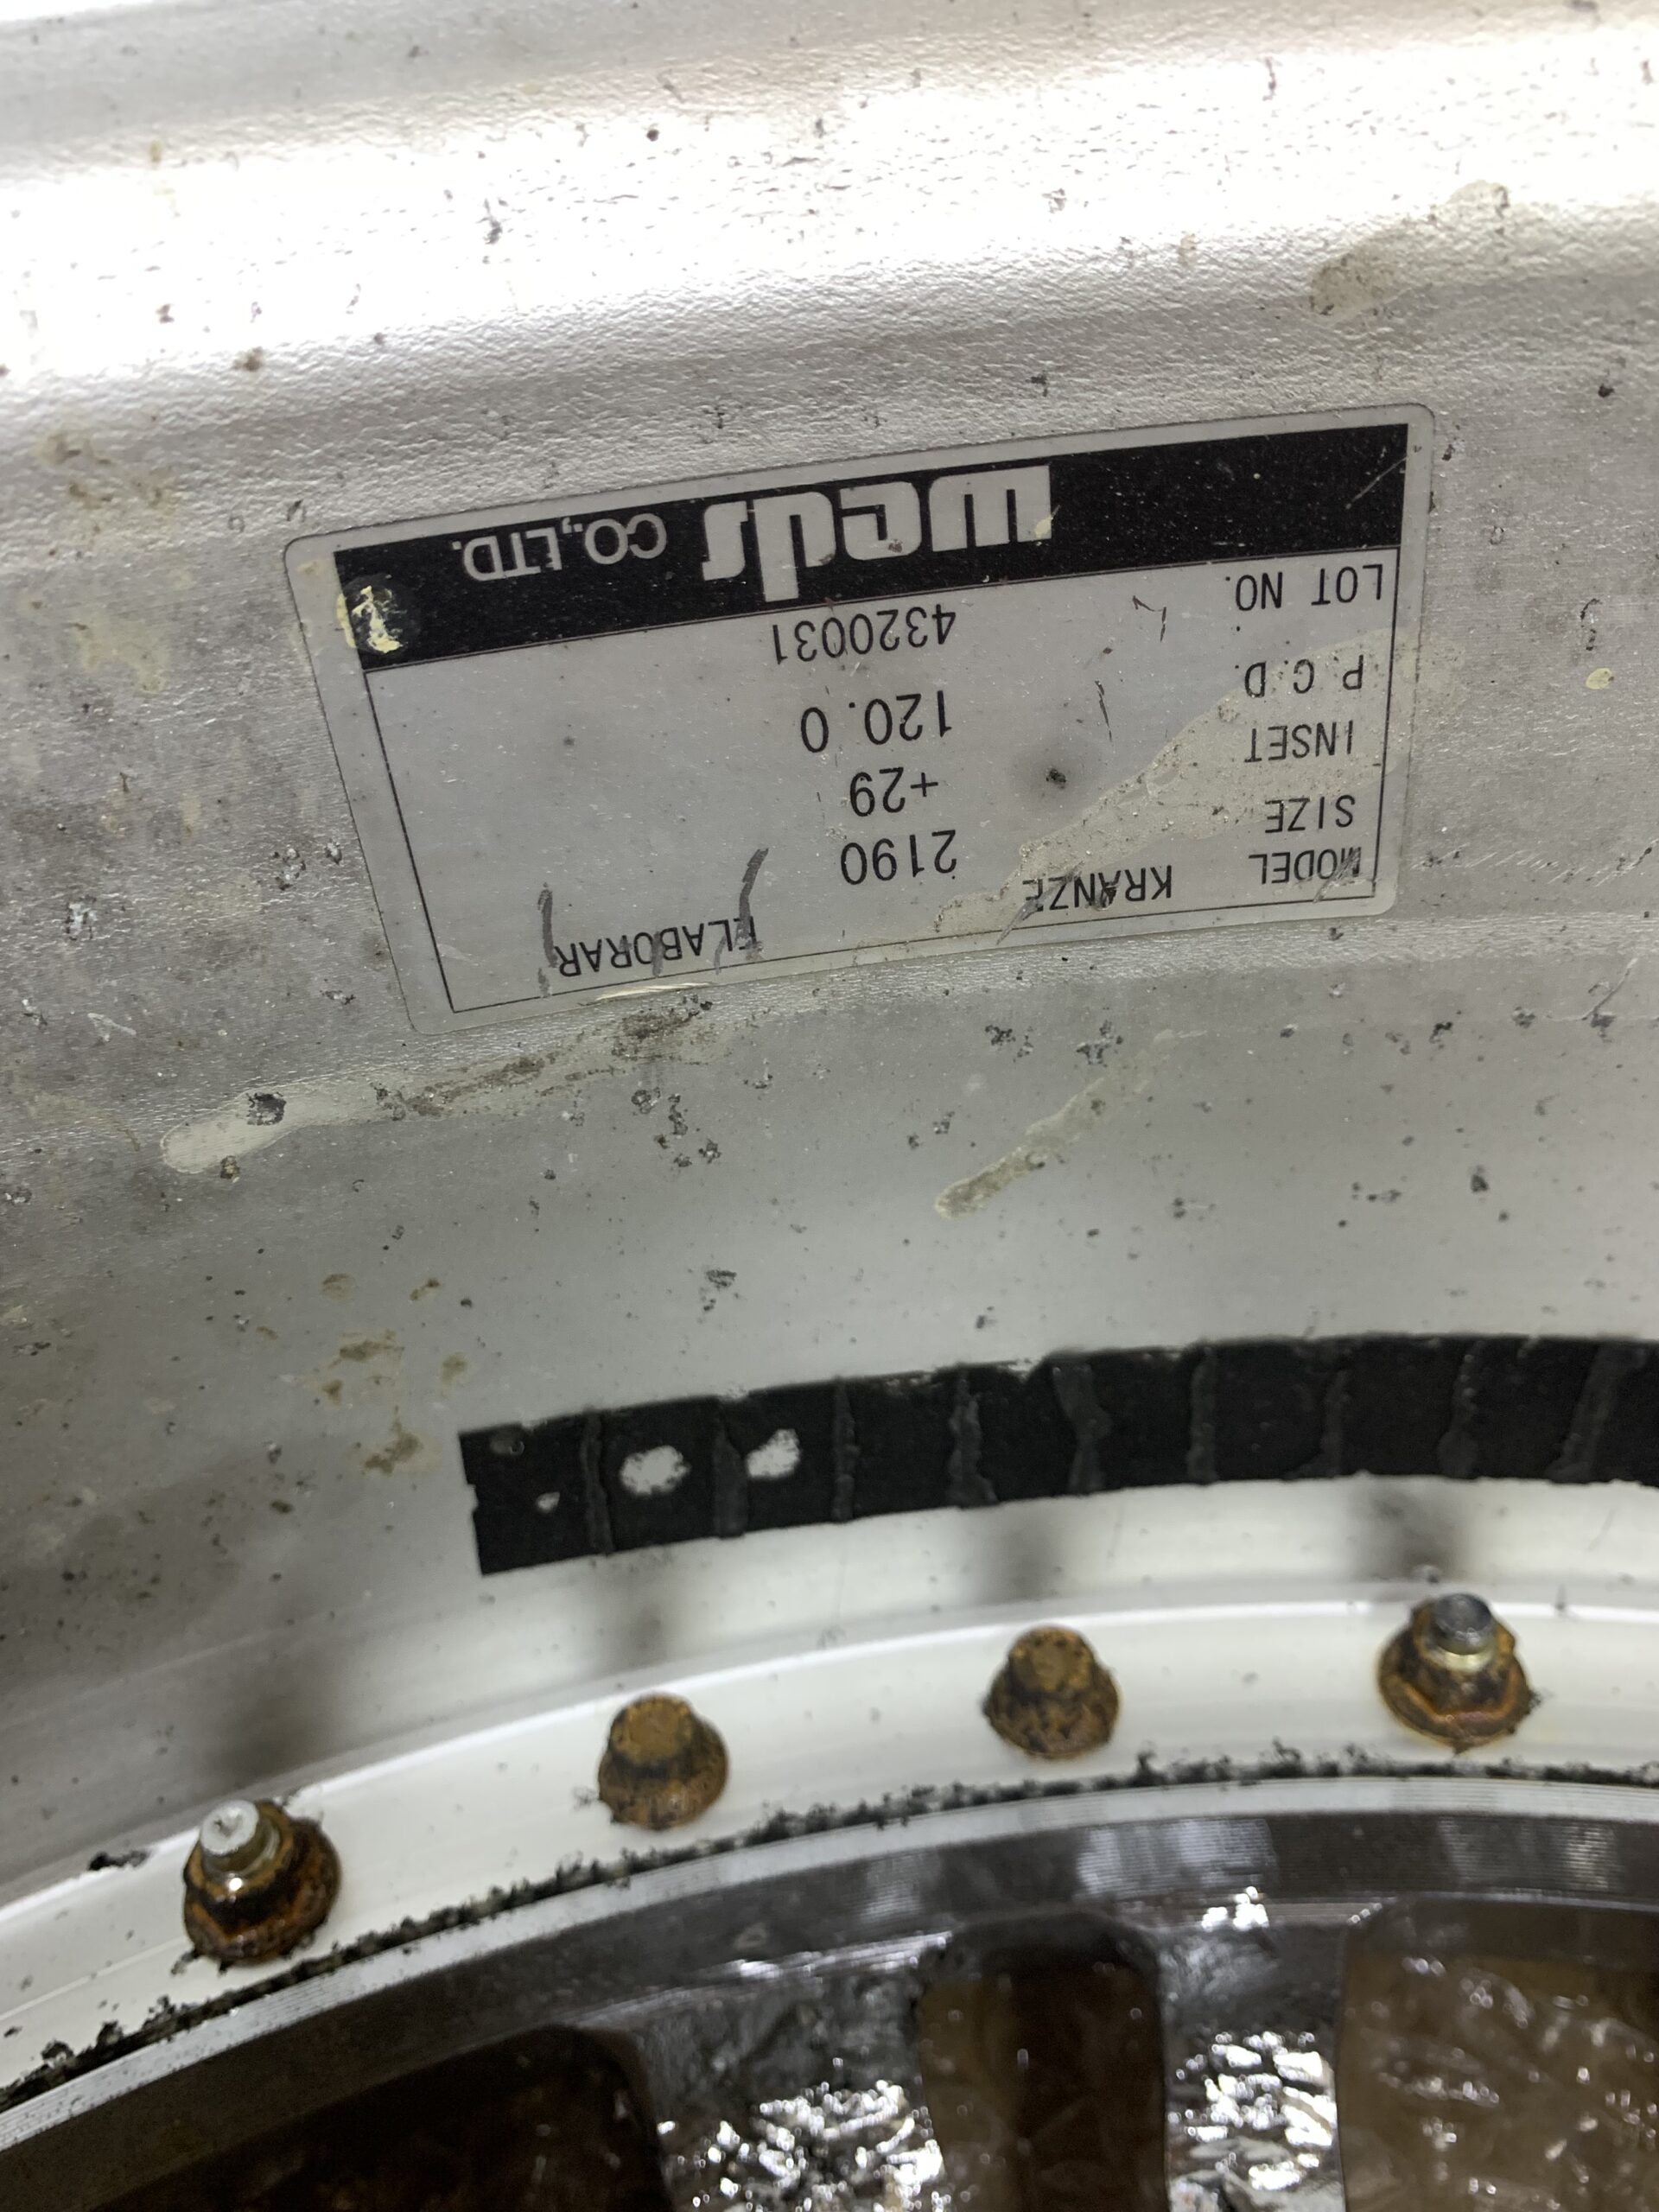 MODEL KRANZE ELABORAR
SIZE 2190
INSET +29
P.C.D. 120.0
LOT NO. 4320031
weds CO.,LTD.